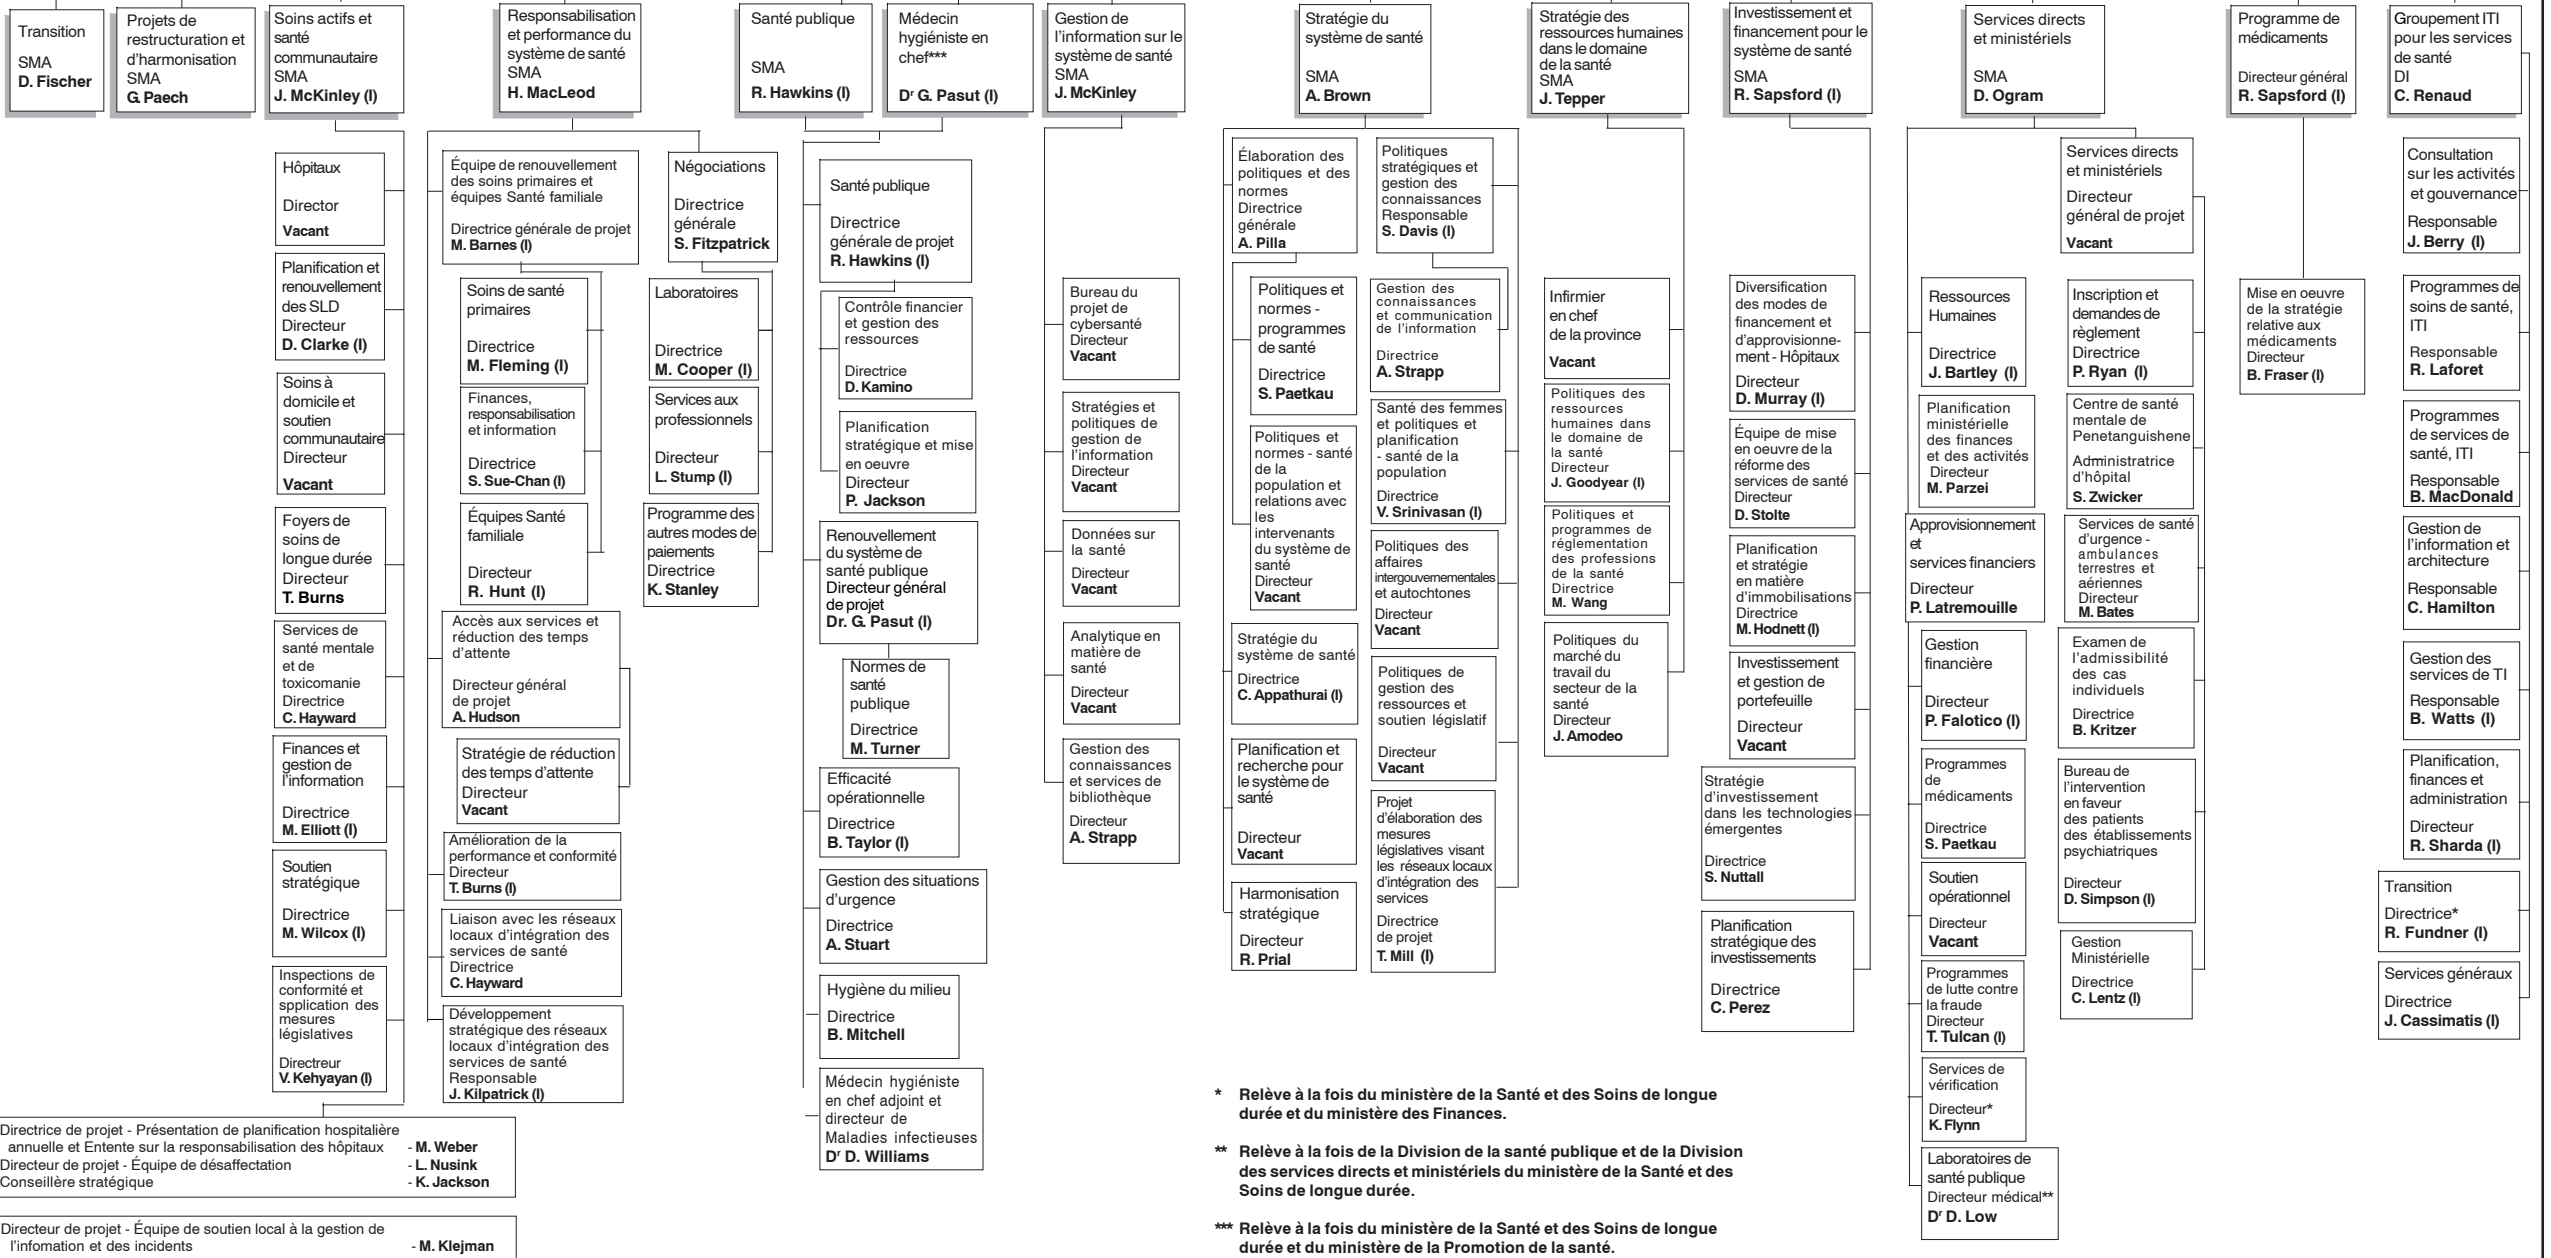 Transition
SMA
D. Fischer
Projets de
restructuration et
d'harmonisation
SMA
G. Paech
Soins actifs et
santé
communautaire
SMA
J. McKinley (I)
Responsabilisation
et performance du
système de santé
SMA
H. MacLeod
Santé publique
SMA
R. Hawkins (I)
Médecin
hygiéniste en
chef***
Dr G. Pasut (I)
Gestion de
l'information sur le
système de santé
SMA
J. McKinley
Stratégie du
système de santé
SMA
A. Brown
Stratégie des
ressources humaines
dans le domaine
de la santé
SMA
J. Tepper
Investissement et
financement pour le
système de santé
SMA
R. Sapsford (I)
Services directs
et ministériels
SMA
D. Ogram
Programme de
médicaments
Directeur général
R. Sapsford (I)
Groupement ITI
pour les services
de santé
DI
C. Renaud
Hôpitaux
Director
Vacant
Planification et
renouvellement
des SLD
Directeur
D. Clarke (I)
Soins à
domicile et
soutien
communautaire
Directeur
Vacant
Foyers de
soins de
longue durée
Directeur
T. Burns
Services de
santé mentale
et de
toxicomanie
Directrice
C. Hayward
Finances et
gestion de
l'information
Directrice
M. Elliott (I)
Soutien
stratégique
Directrice
M. Wilcox (I)
Inspections de
conformité et
spplication des
mesures
législatives
Directreur
V. Kehyayan (I)
Directrice de projet - Présentation de planification hospitalière
annuelle et Entente sur la responsabilisation des hôpitaux - M. Weber
Directeur de projet - Équipe de désaffectation - L. Nusink
Conseillère stratégique - K. Jackson
Directeur de projet - Équipe de soutien local à la gestion de
l'infomation et des incidents - M. Klejman
Équipe de renouvellement
des soins primaires et
équipes Santé familiale
Directrice générale de projet
M. Barnes (I)
Soins de santé
primaires
Directrice
M. Fleming (I)
Finances,
responsabilisation
et information
Directrice
S. Sue-Chan (I)
Équipes Santé
familiale
Directeur
R. Hunt (I)
Accès aux services et
réduction des temps
d'attente
Directeur général
de projet
A. Hudson
Stratégie de réduction
des temps d'attente
Directeur
Vacant
Amélioration de la
performance et conformité
Directeur
T. Burns (I)
Liaison avec les réseaux
locaux d'intégration des
services de santé
Directrice
C. Hayward
Développement
stratégique des réseaux
locaux d'intégration des
services de santé
Responsable
J. Kilpatrick (I)
Négociations
Directrice
générale
S. Fitzpatrick
Laboratoires
Directrice
M. Cooper (I)
Services aux
professionnels
Directeur
L. Stump (I)
Programme des
autres modes de
paiements
Directrice
K. Stanley
Santé publique
Directrice
générale de projet
R. Hawkins (I)
Contrôle financier
et gestion des
ressources
Directrice
D. Kamino
Planification
stratégique et mise
en oeuvre
Directeur
P. Jackson
Renouvellement
du système de
santé publique
Directeur général
de projet
Dr. G. Pasut (I)
Normes de
santé
publique
Directrice
M. Turner
Efficacité
opérationnelle
Directrice
B. Taylor (I)
Gestion des situations
d'urgence
Directrice
A. Stuart
Hygiène du milieu
Directrice
B. Mitchell
Médecin hygiéniste
en chef adjoint et
directeur de
Maladies infectieuses
Dr D. Williams
Bureau du
projet de
cybersanté
Directeur
Vacant
Stratégies et
politiques de
gestion de
l'information
Directeur
Vacant
Données sur
la santé
Directeur
Vacant
Analytique en
matière de
santé
Directeur
Vacant
Gestion des
connaissances
et services de
bibliothèque
Directeur
A. Strapp
Élaboration des
politiques et des
normes
Directrice
générale
A. Pilla
Politiques et
normes -
programmes
de santé
Directrice
S. Paetkau
Politiques et
normes - santé
de la
population et
relations avec
les
intervenants
du système de
santé
Directeur
Vacant
Stratégie du
système de santé
Directrice
C. Appathurai (I)
Planification et
recherche pour
le système de
santé
Directeur
Vacant
Harmonisation
stratégique
Directeur
R. Prial
Politiques
stratégiques et
gestion des
connaissances
Responsable
S. Davis (I)
Gestion des
connaissances
et communication
de l'information
Directrice
A. Strapp
Santé des femmes
et politiques et
planification
- santé de la
population
Directrice
V. Srinivasan (I)
Politiques des
affaires
intergouvernementales
et autochtones
Directeur
Vacant
Politiques de
gestion des
ressources et
soutien législatif
Directeur
Vacant
Projet
d'élaboration des
mesures
législatives visant
les réseaux locaux
d'intégration des
services
Directrice
de projet
T. Mill (I)
Infirmier
en chef
de la province
Vacant
Politiques des
ressources
humaines dans
le domaine de
la santé
Directeur
J. Goodyear (I)
Politiques et
programmes de
réglementation
des professions
de la santé
Directrice
M. Wang
Politiques du
marché du
travail du
secteur de la
santé
Directeur
J. Amodeo
Diversification
des modes de
financement et
d'approvisionne-
ment - Hôpitaux
Directeur
D. Murray (I)
Équipe de mise
en oeuvre de la
réforme des
services de santé
Directeur
D. Stolte
Planification
et stratégie
en matière
d'immobilisations
Directrice
M. Hodnett (I)
Investissement
et gestion de
portefeuille
Directeur
Vacant
Stratégie
d'investissement
dans les technologies
émergentes
Directrice
S. Nuttall
Planification
stratégique des
investissements
Directrice
C. Perez
Ressources
Humaines
Directrice
J. Bartley (I)
Planification
ministérielle
des finances
et des activités
Directeur
M. Parzei
Approvisionnement
et
services financiers
Directeur
P. Latremouille
Gestion
financière
Directeur
P. Falotico (I)
Programmes
de
médicaments
Directrice
S. Paetkau
Soutien
opérationnel
Directeur
Vacant
Programmes
de lutte contre
la fraude
Directeur
T. Tulcan (I)
Services de
vérification
Directeur*
K. Flynn
Laboratoires de
santé publique
Directeur médical**
Dr D. Low
Services directs
et ministériels
Directeur
général de projet
Vacant
Inscription et
demandes de
règlement
Directrice
P. Ryan (I)
Centre de santé
mentale de
Penetanguishene
Administratrice
d'hôpital
S. Zwicker
Services de santé
d'urgence -
ambulances
terrestres et
aériennes
Directeur
M. Bates
Examen de
l'admissibilité
des cas
individuels
Directrice
B. Kritzer
Bureau de
l'intervention
en faveur
des patients
des établissements
psychiatriques
Directeur
D. Simpson (I)
Gestion
Ministérielle
Directrice
C. Lentz (I)
Mise en oeuvre
de la stratégie
relative aux
médicaments
Directeur
B. Fraser (I)
Consultation
sur les activités
et gouvernance
Responsable
J. Berry (I)
Programmes de
soins de santé,
ITI
Responsable
R. Laforet
Programmes
de services de
santé, ITI
Responsable
B. MacDonald
Gestion de
l'information et
architecture
Responsable
C. Hamilton
Gestion des
services de TI
Responsable
B. Watts (I)
Planification,
finances et
administration
Directeur
R. Sharda (I)
Transition
Directrice*
R. Fundner (I)
Services généraux
Directrice
J. Cassimatis (I)
* Relève à la fois du ministère de la Santé et des Soins de longue
durée et du ministère des Finances.
** Relève à la fois de la Division de la santé publique et de la Division
des services directs et ministériels du ministère de la Santé et des
Soins de longue durée.
*** Relève à la fois du ministère de la Santé et des Soins de longue
durée et du ministère de la Promotion de la santé.